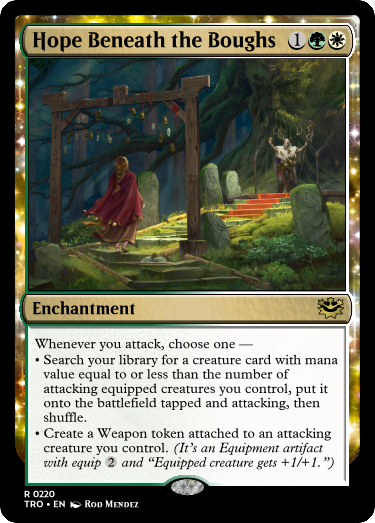 Hope Beneath the Boughs 1
Enchantment
Whenever you attack, choose one —
• Search your library for a creature card with mana
value equal to or less than the number of
attacking equipped creatures you control, put it
onto the battlefield tapped and attacking, then
shuffle.
• Create a Weapon token attached to an attacking
creature you control. (It's an Equipment artifact
with equip 2 and "Equipped creature gets +1/+1.")
R 0220
TRO • EN Rod Mendez